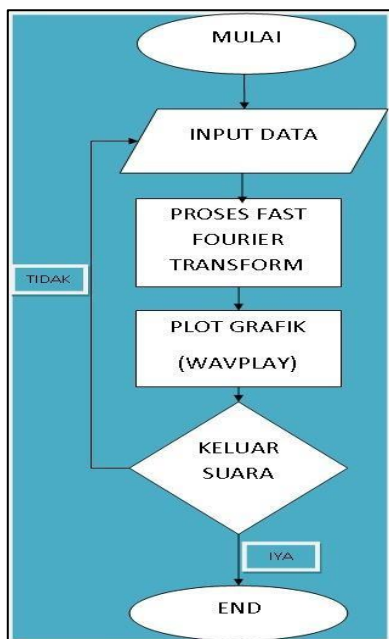 MULAI
INPUT DATA
PROSES FAST
FOURIER
TRANSFORM
TIDAK
PLOT GRAFIK
(WAVPLAY)
KELUAR
SUARA
IYA
END